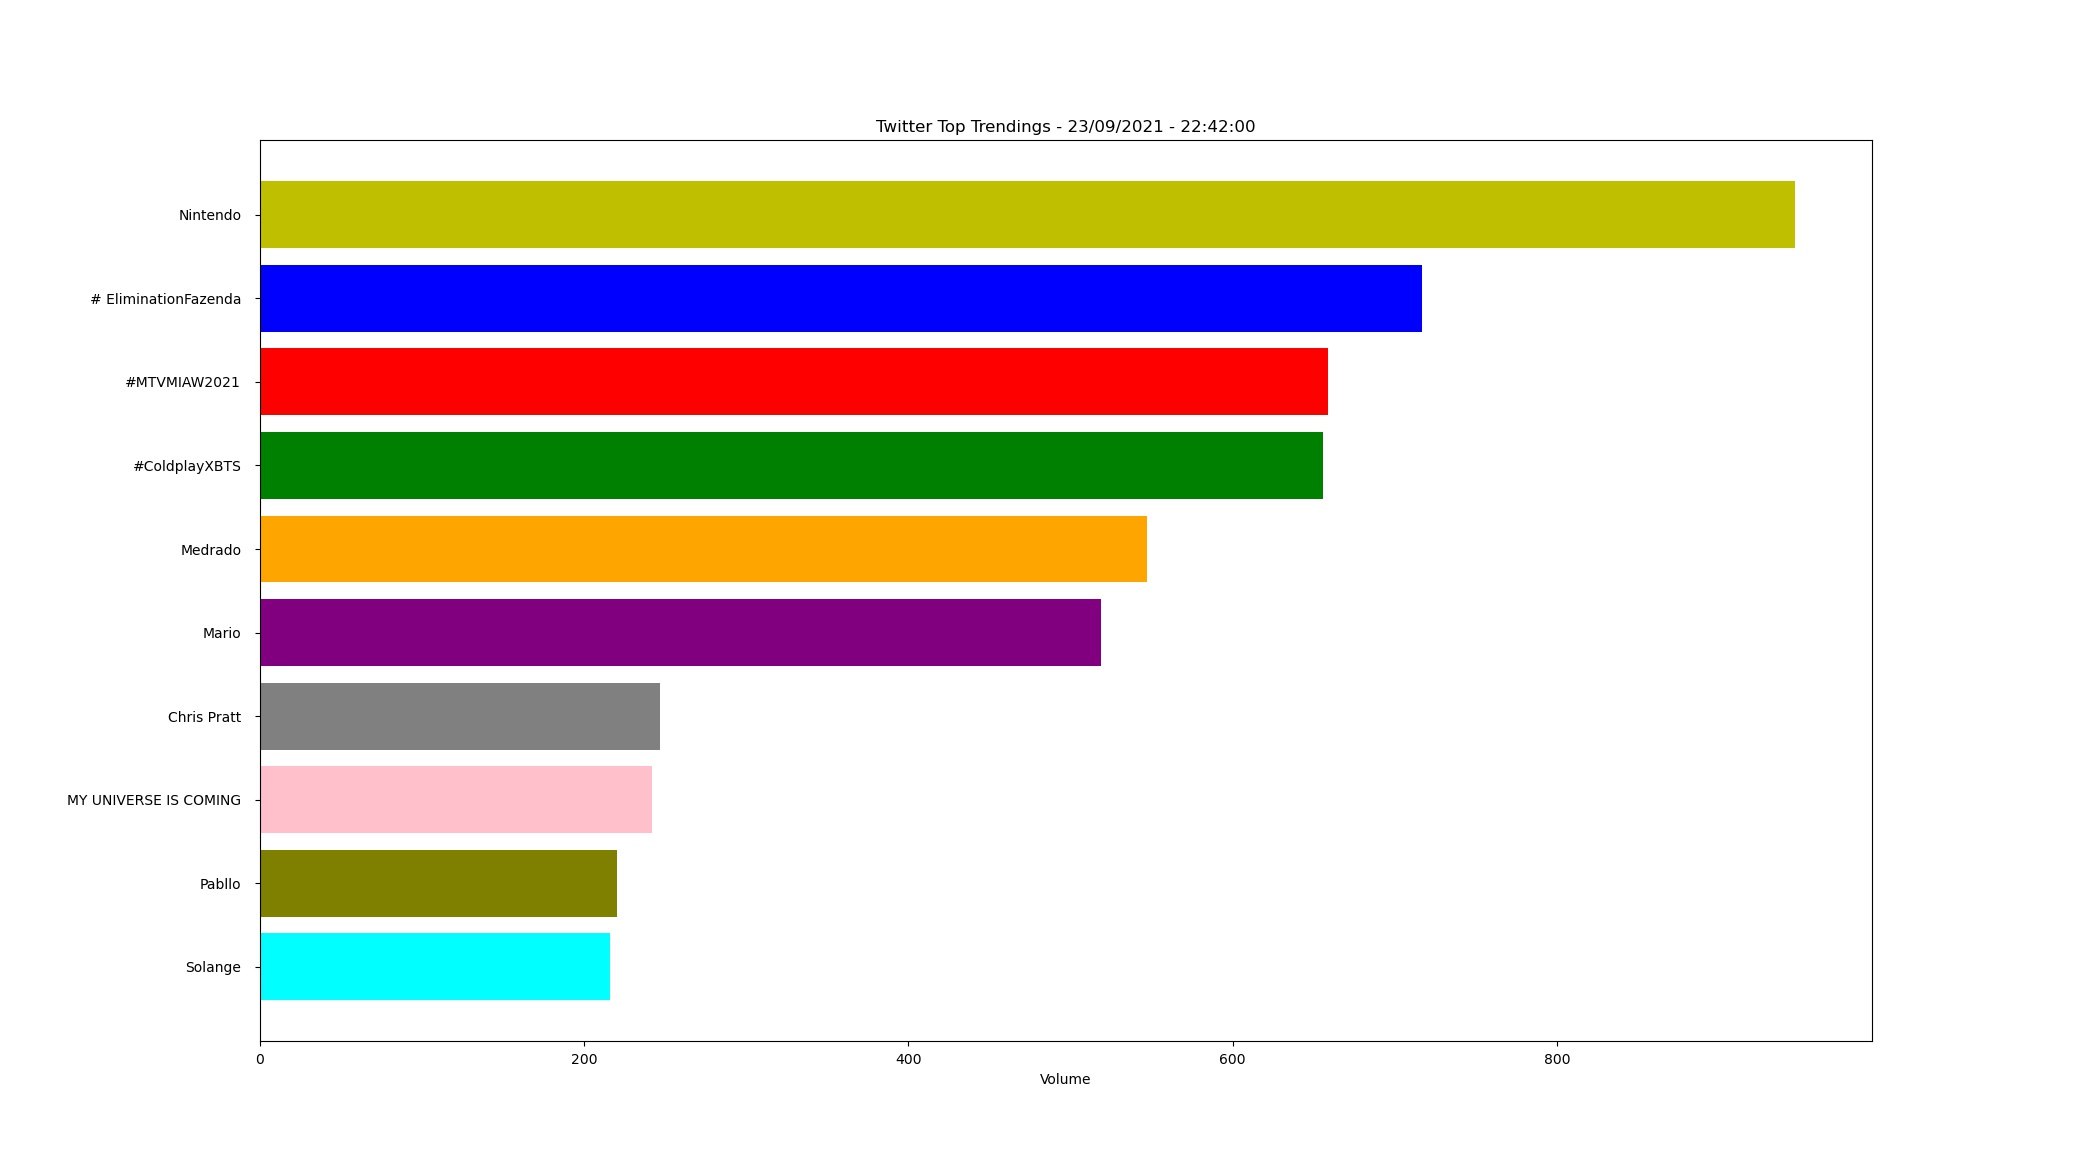 Twitter Top Trendings - 23/09/2021 - 22:42:00
Nintendo
# EliminationFazenda
#MTVMIAW2021
#ColdplayXBTS
Medrado
Mario
Chris Pratt
MY UNIVERSE IS COMING
Pabllo
Solange
0 200 400 600 800
Volume